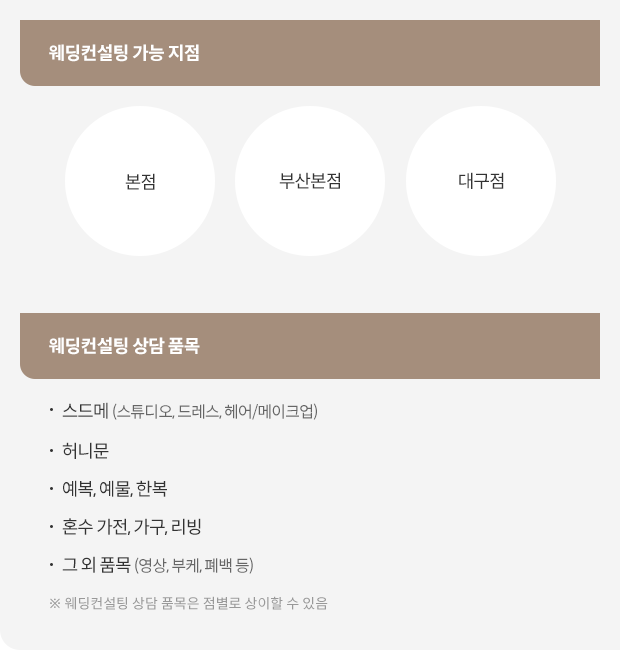 웨딩컨설팅 가능 지점
본점
부산본점
대구점
웨딩컨설팅 상담 품목
· 스드메 (스튜디오, 드레스, 헤어/메이크업)
· 허니문
· 예복, 예물, 한복
· 혼수 가전, 가구, 리빙
· 그 외 품목 (영상, 부케, 폐백 등)
※ 웨딩컨설팅 상담 품목은 점별로 상이할 수 있음